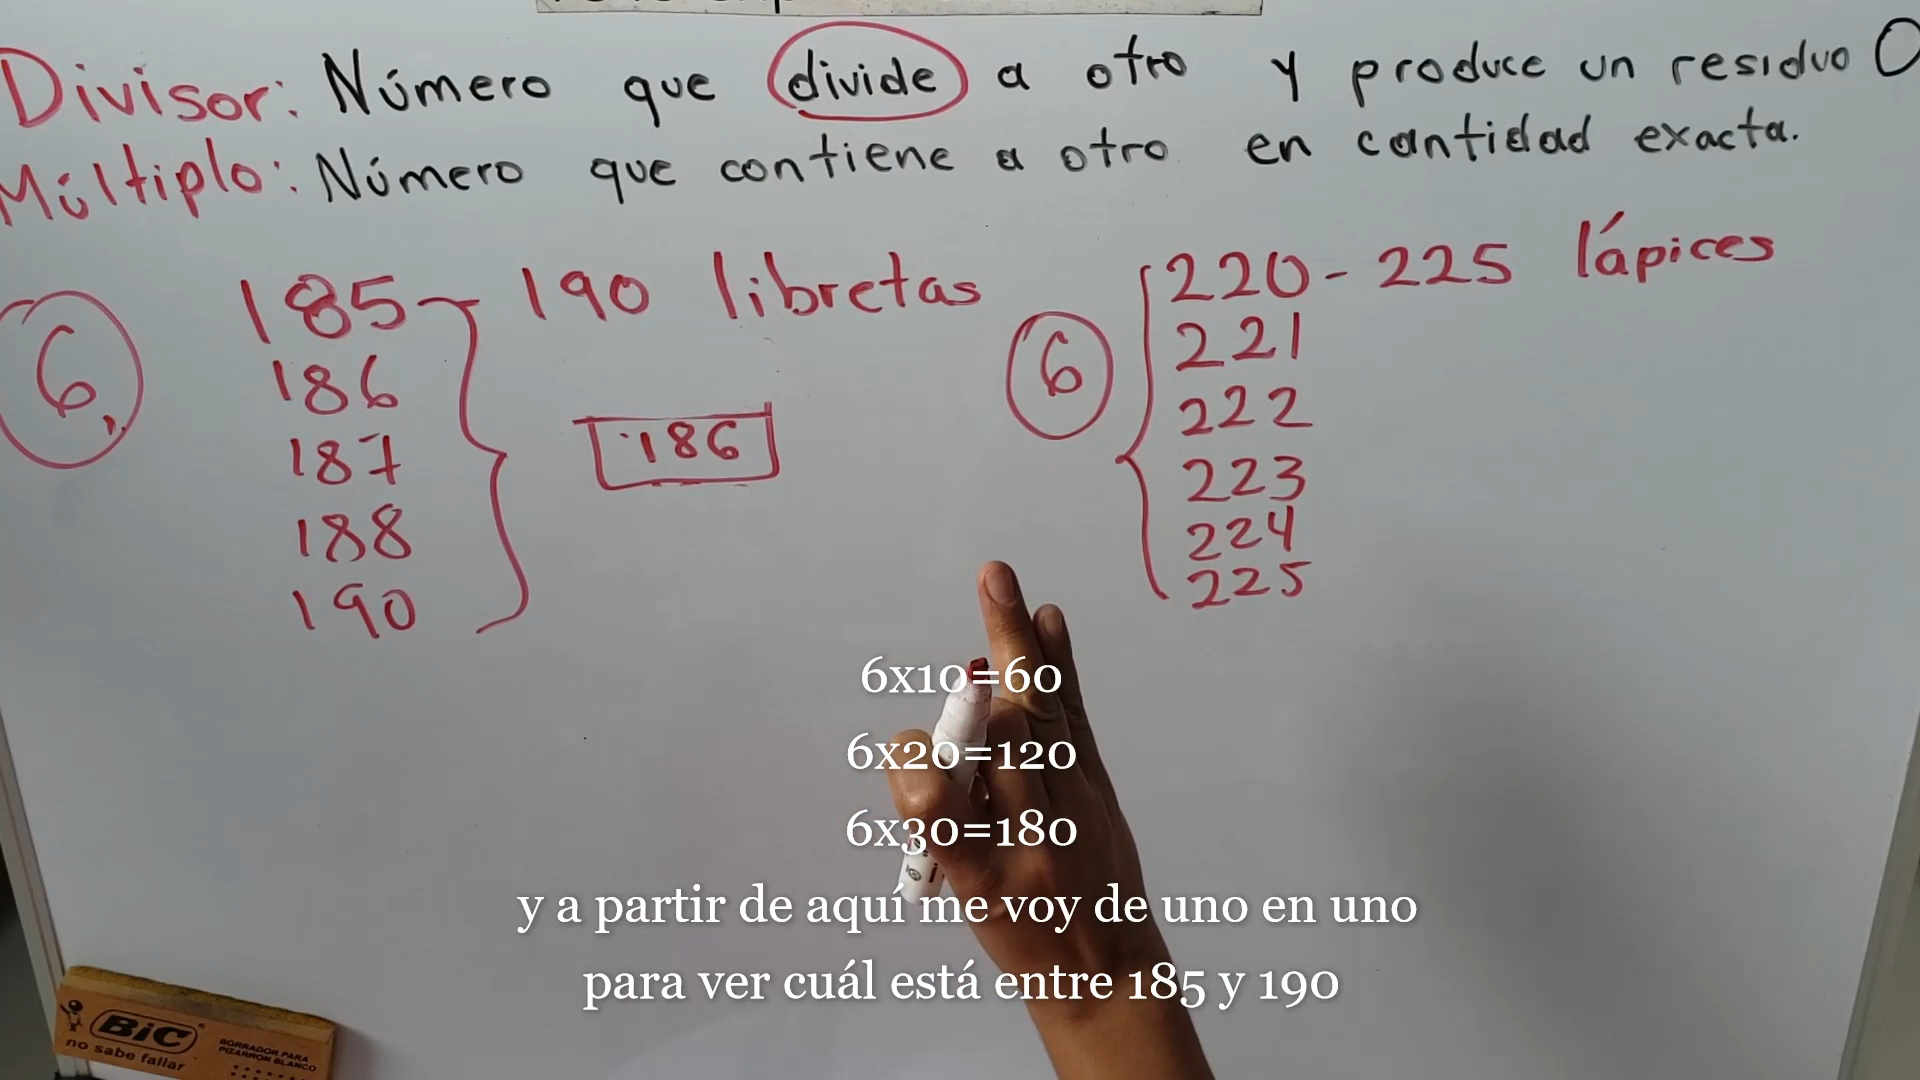 Divisor: Número que divide a otro y produce un residuo 0
Múltiplo: Número que contiene a otro en cantidad exacta.
185 - 190 libretas
6
186
187
188
190
186
220 - 225 lápices
6
221
222
223
224
225
6x10=60
6x20=120
6x30=180
y a partir de aquí me voy de uno en uno
para ver cuál está entre 185 y 190
BIC
no sabe fallar
BORRADOR PARA
PIZARRON BLANCO